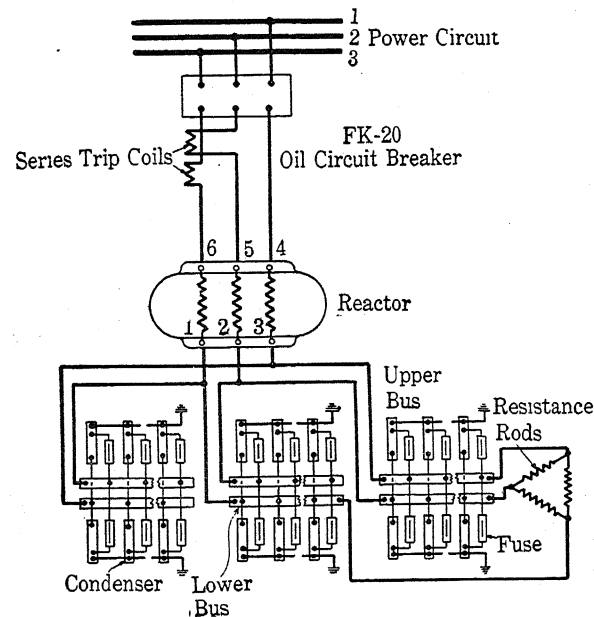 1
2 Power Circuit
3
FK-20
Series Trip Coils
Oil Circuit Breaker
6 5 4
Reactor
1 2 3
Upper
Bus
Resistance
Rods
Fuse
Condenser
Lower
Bus